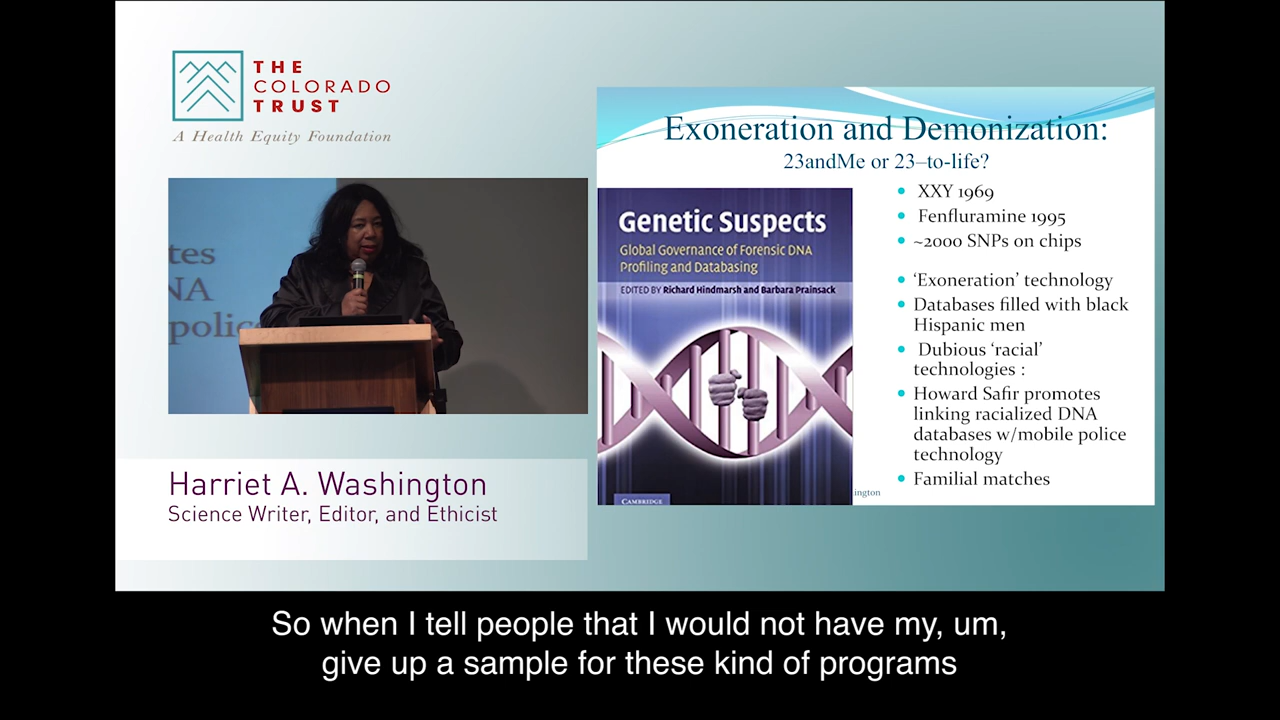 THE
COLORADO
TRUST
A Health Equity Foundation
tes
NA
police
Harriet A. Washington
Science Writer, Editor, and Ethicist
Exoneration and Demonization:
23andMe or 23–to-life?
Genetic Suspects
Global Governance of Forensic DNA
Profiling and Databasing
EDITED BY Richard Hindmarsh and Barbara Prainsack
CAMBRIDGE
• XXY 1969
• Fenfluramine 1995
• ~2000 SNPs on chips
• ‘Exoneration’ technology
• Databases filled with black
Hispanic men
• Dubious ‘racial’
technologies :
• Howard Safir promotes
linking racialized DNA
databases w/mobile police
technology
• Familial matches
ington
So when I tell people that I would not have my, um,
give up a sample for these kind of programs